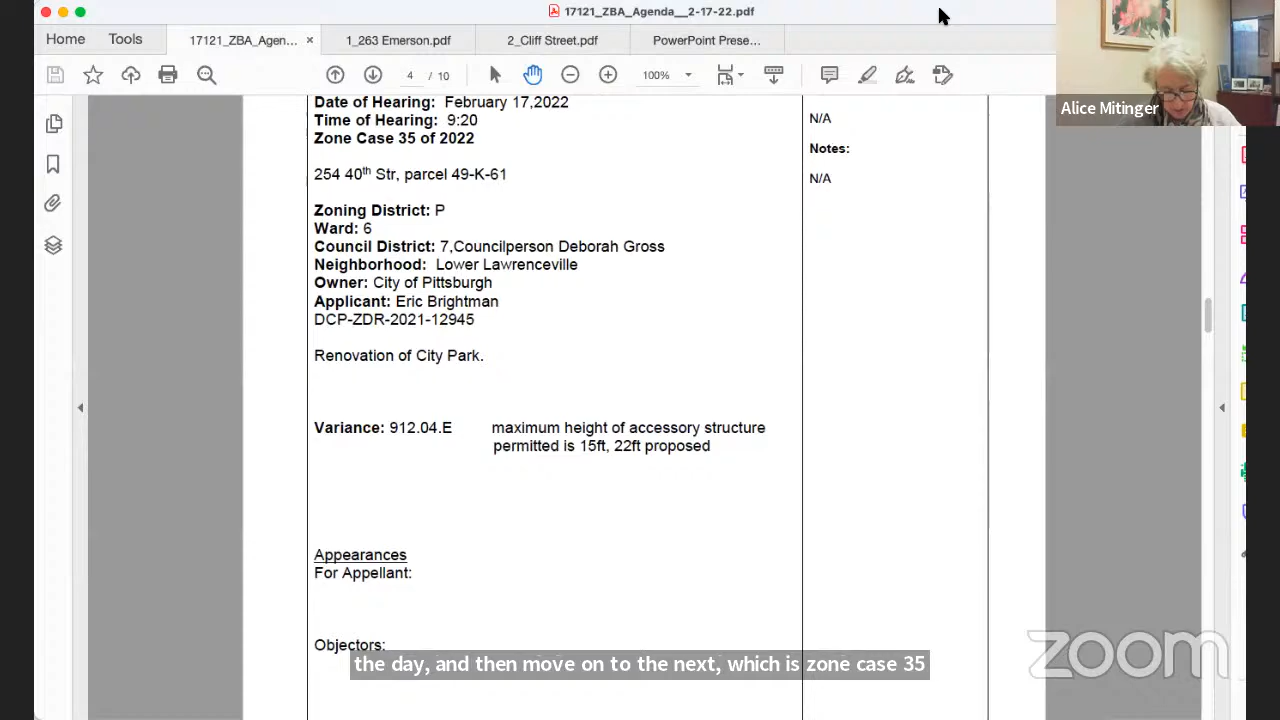 17121_ZBA_Agenda__2-17-22.pdf
Home Tools 17121_ZBA_Agen... × 1_263 Emerson.pdf 2_Cliff Street.pdf PowerPoint Prese...
4 / 10 100%
Alice Mitinger
Date of Hearing: February 17,2022
Time of Hearing: 9:20
Zone Case 35 of 2022
254 40th Str, parcel 49-K-61
Zoning District: P
Ward: 6
Council District: 7,Councilperson Deborah Gross
Neighborhood: Lower Lawrenceville
Owner: City of Pittsburgh
Applicant: Eric Brightman
DCP-ZDR-2021-12945
Renovation of City Park.
Variance: 912.04.E maximum height of accessory structure
permitted is 15ft, 22ft proposed
Appearances
For Appellant:
Objectors:
N/A
Notes:
N/A
the day, and then move on to the next, which is zone case 35
zoom